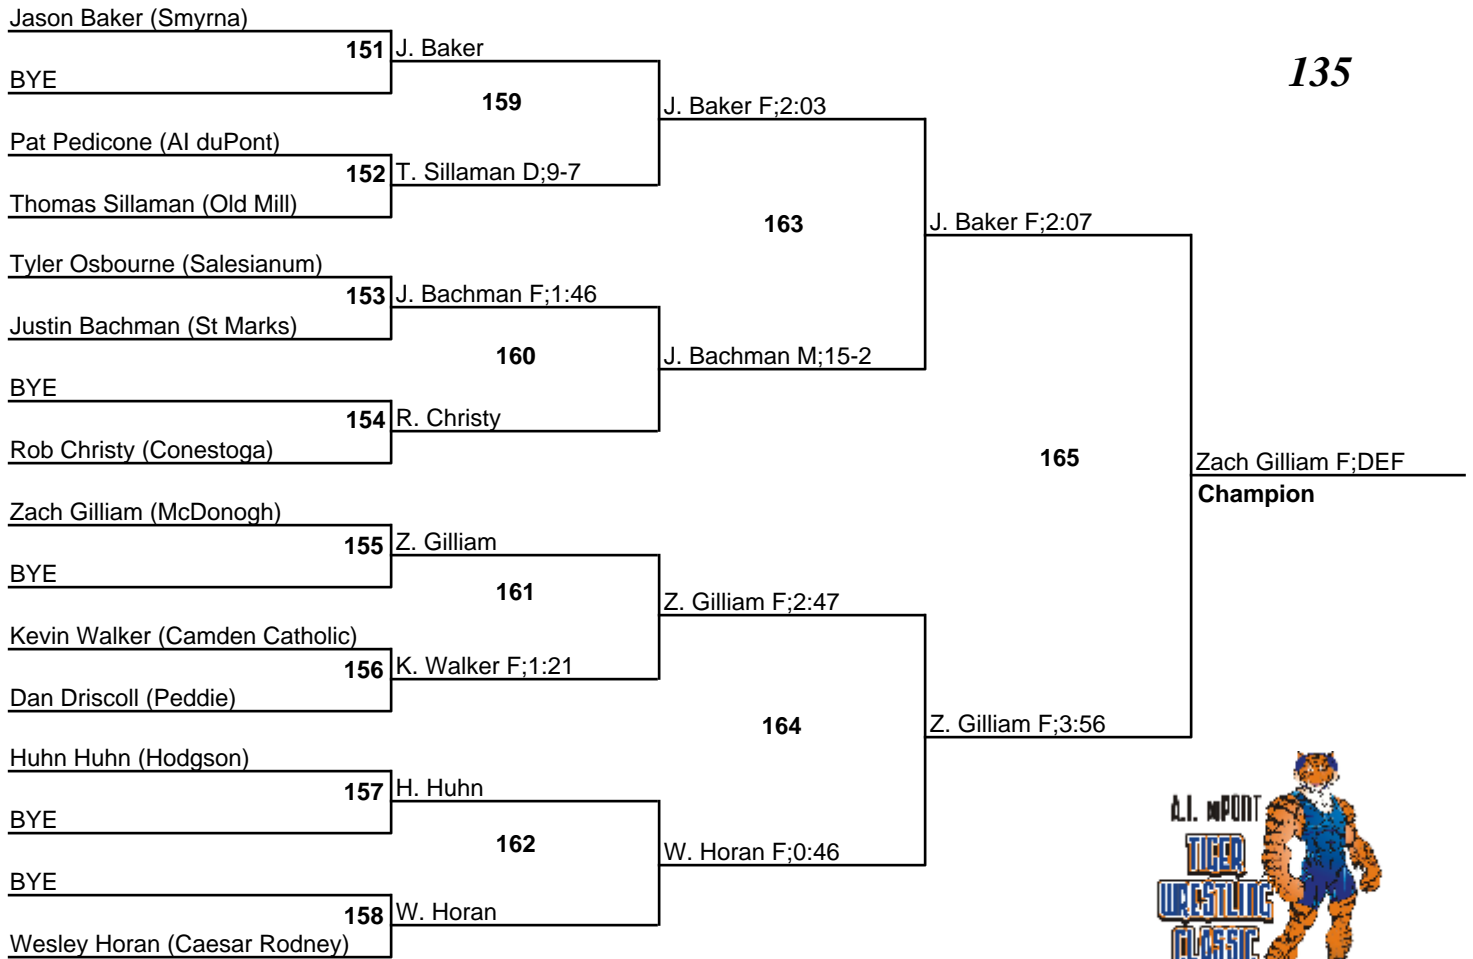 Jason Baker (Smyrna)
151 J. Baker
BYE
135
159
J. Baker F;2:03
Pat Pedicone (AI duPont)
152 T. Sillaman D;9-7
Thomas Sillaman (Old Mill)
163
J. Baker F;2:07
Tyler Osbourne (Salesianum)
153 J. Bachman F;1:46
Justin Bachman (St Marks)
160
J. Bachman M;15-2
BYE
154 R. Christy
Rob Christy (Conestoga)
165
Zach Gilliam F;DEF
Champion
Zach Gilliam (McDonogh)
155 Z. Gilliam
BYE
161
Z. Gilliam F;2:47
Kevin Walker (Camden Catholic)
156 K. Walker F;1:21
Dan Driscoll (Peddie)
164
Z. Gilliam F;3:56
Huhn Huhn (Hodgson)
157 H. Huhn
BYE
162
W. Horan F;0:46
BYE
158 W. Horan
Wesley Horan (Caesar Rodney)
A.I. duPONT
TIGER
WRESTLING
CLASSIC